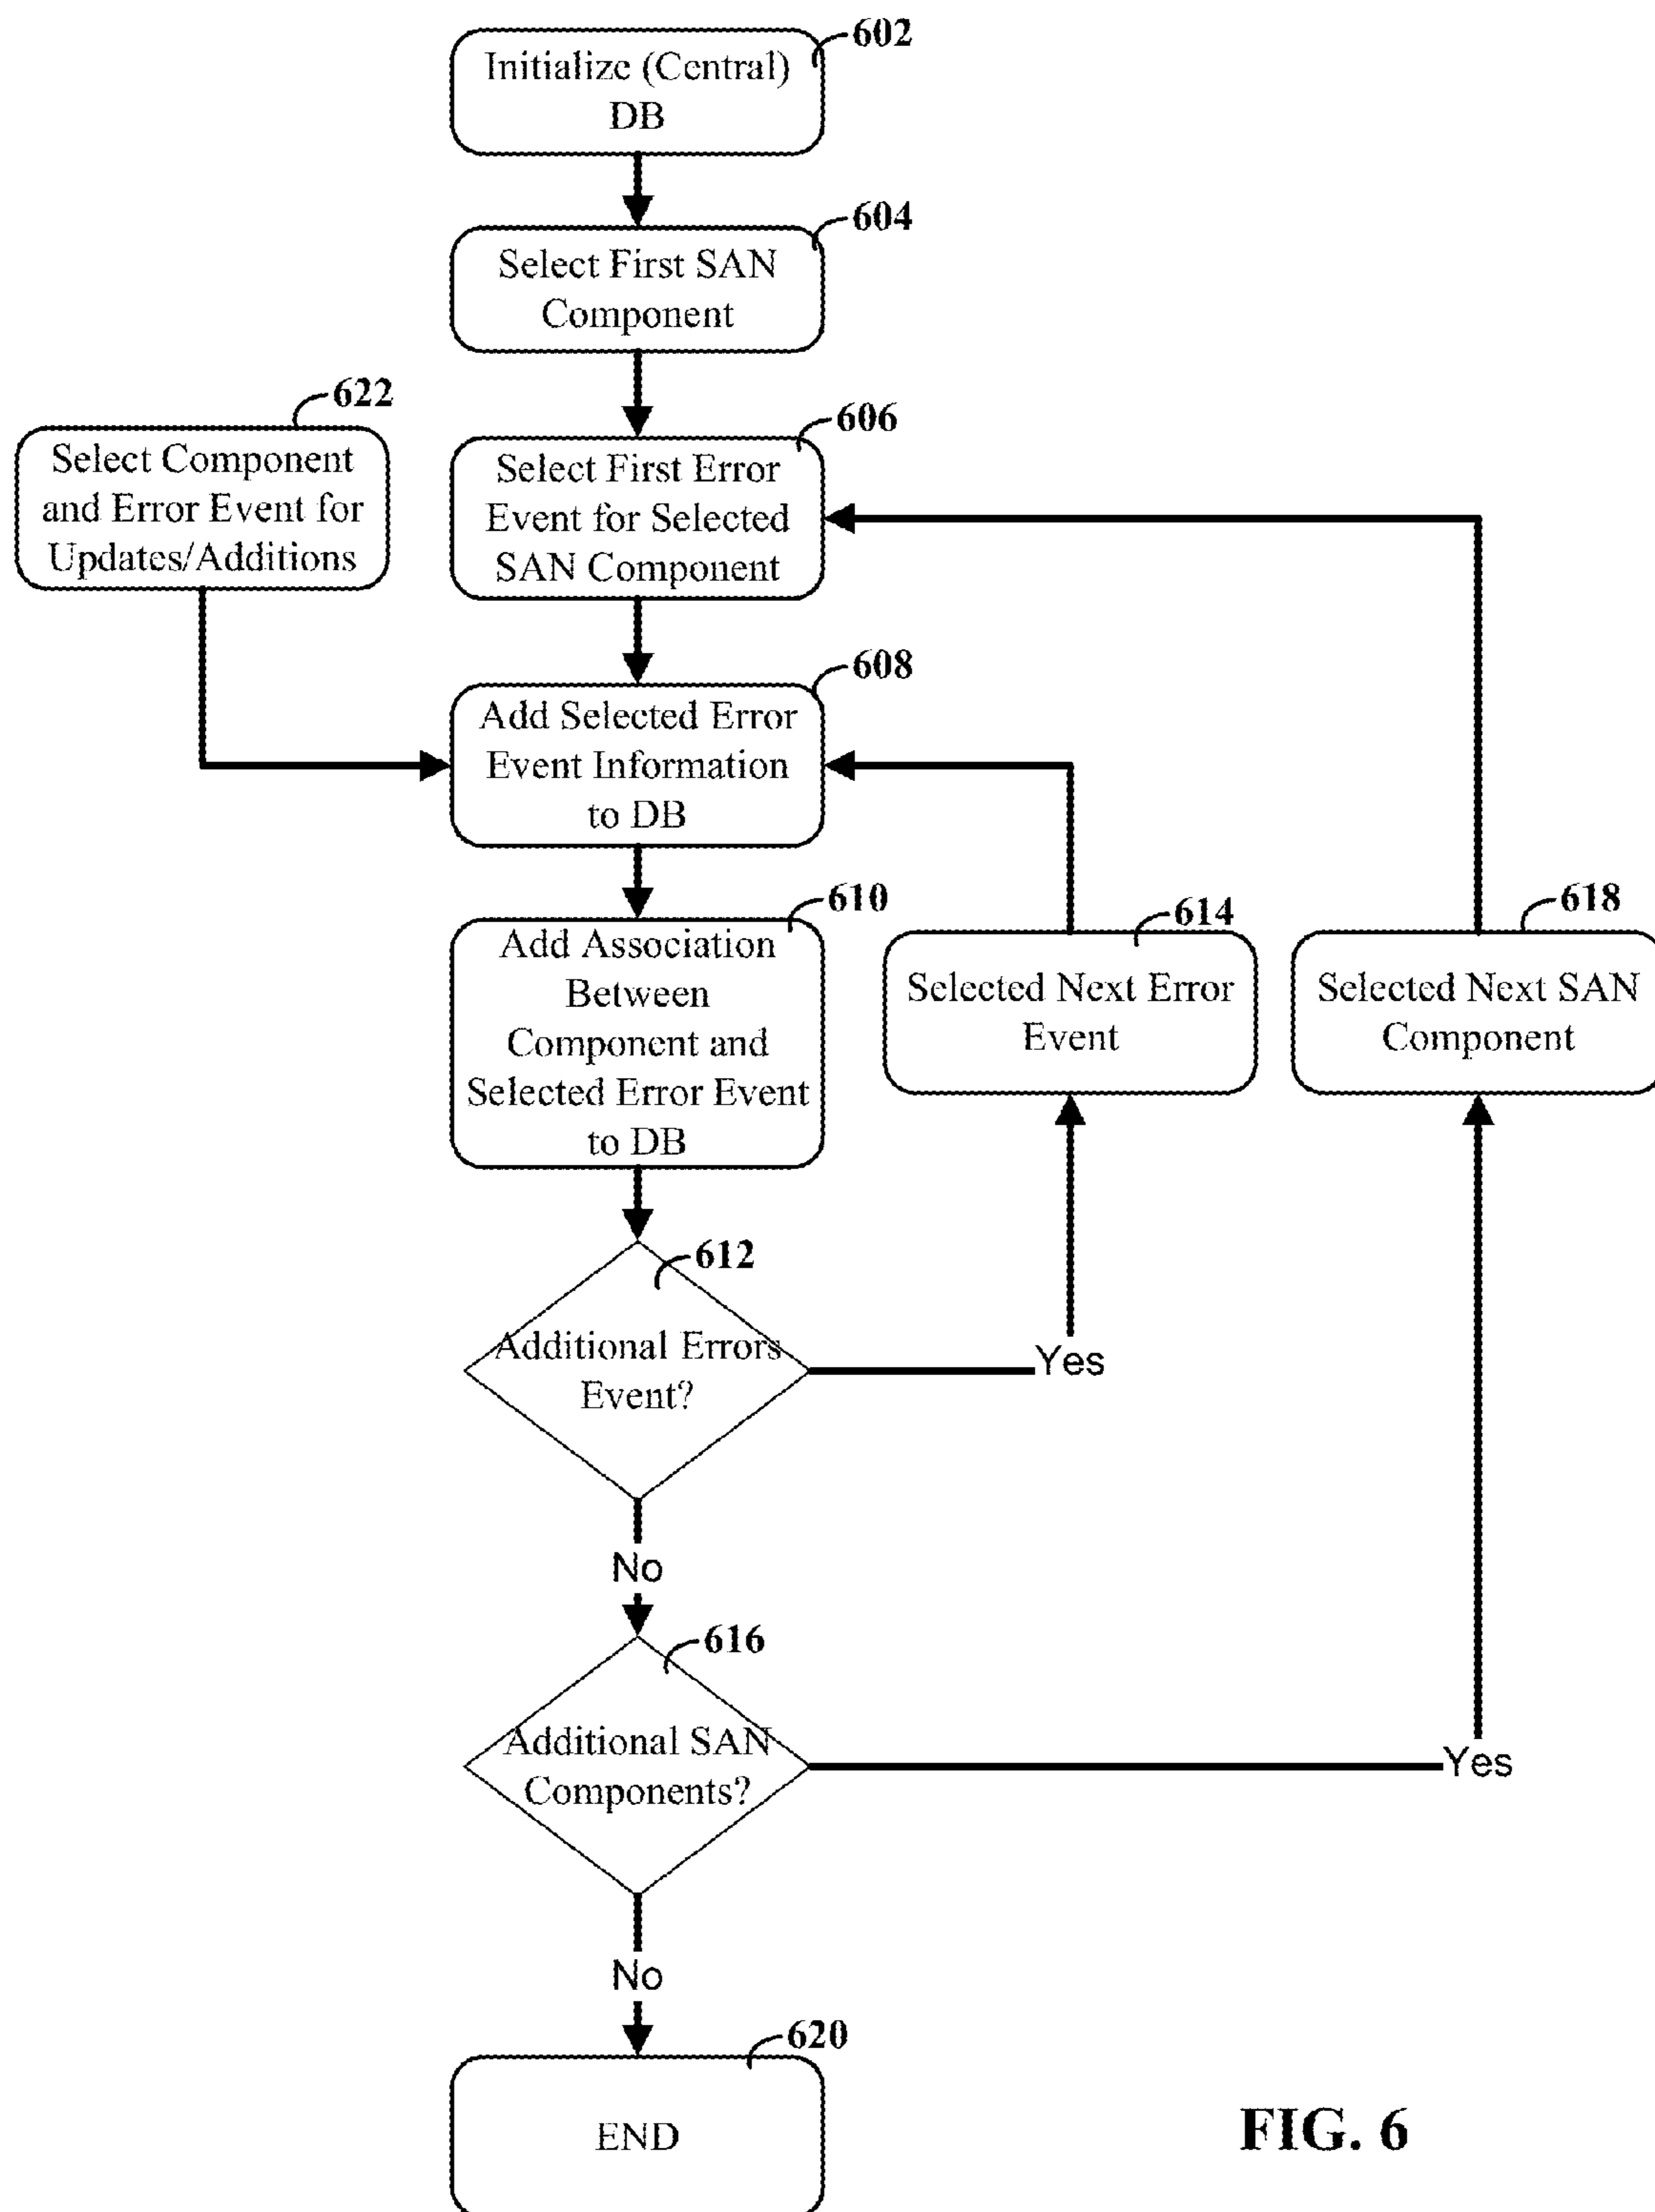 602
Initialize (Central)
DB
604
Select First SAN
Component
622
Select Component
and Error Event for
Updates/Additions
606
Select First Error
Event for Selected
SAN Component
608
Add Selected Error
Event Information
to DB
610
Add Association
Between
Component and
Selected Error Event
to DB
614
Selected Next Error
Event
618
Selected Next SAN
Component
612
Additional Errors
Event?
Yes
No
616
Additional SAN
Components?
Yes
No
620
END
FIG. 6